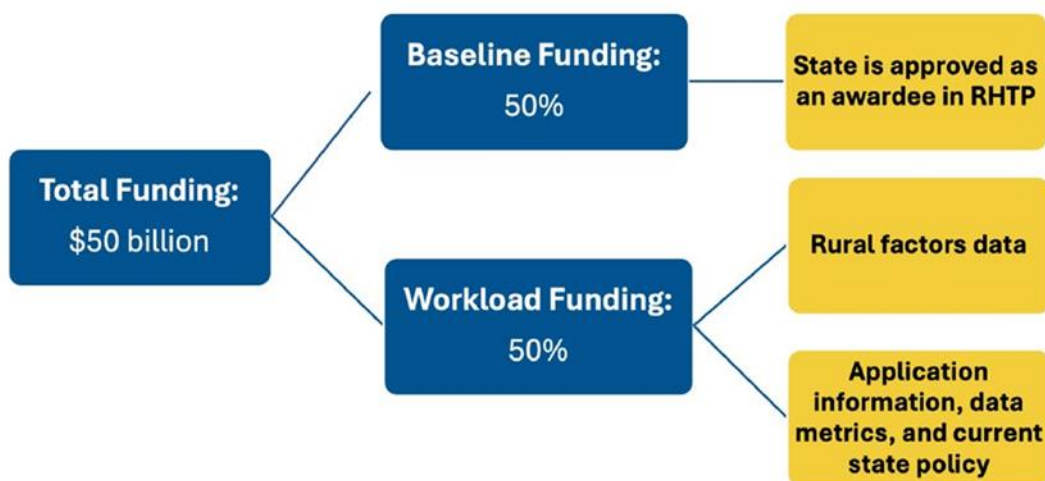 Baseline Funding:
50%
State is approved as
an awardee in RHTP
Total Funding:
$50 billion
Rural factors data
Workload Funding:
50%
Application
information, data
metrics, and current
state policy